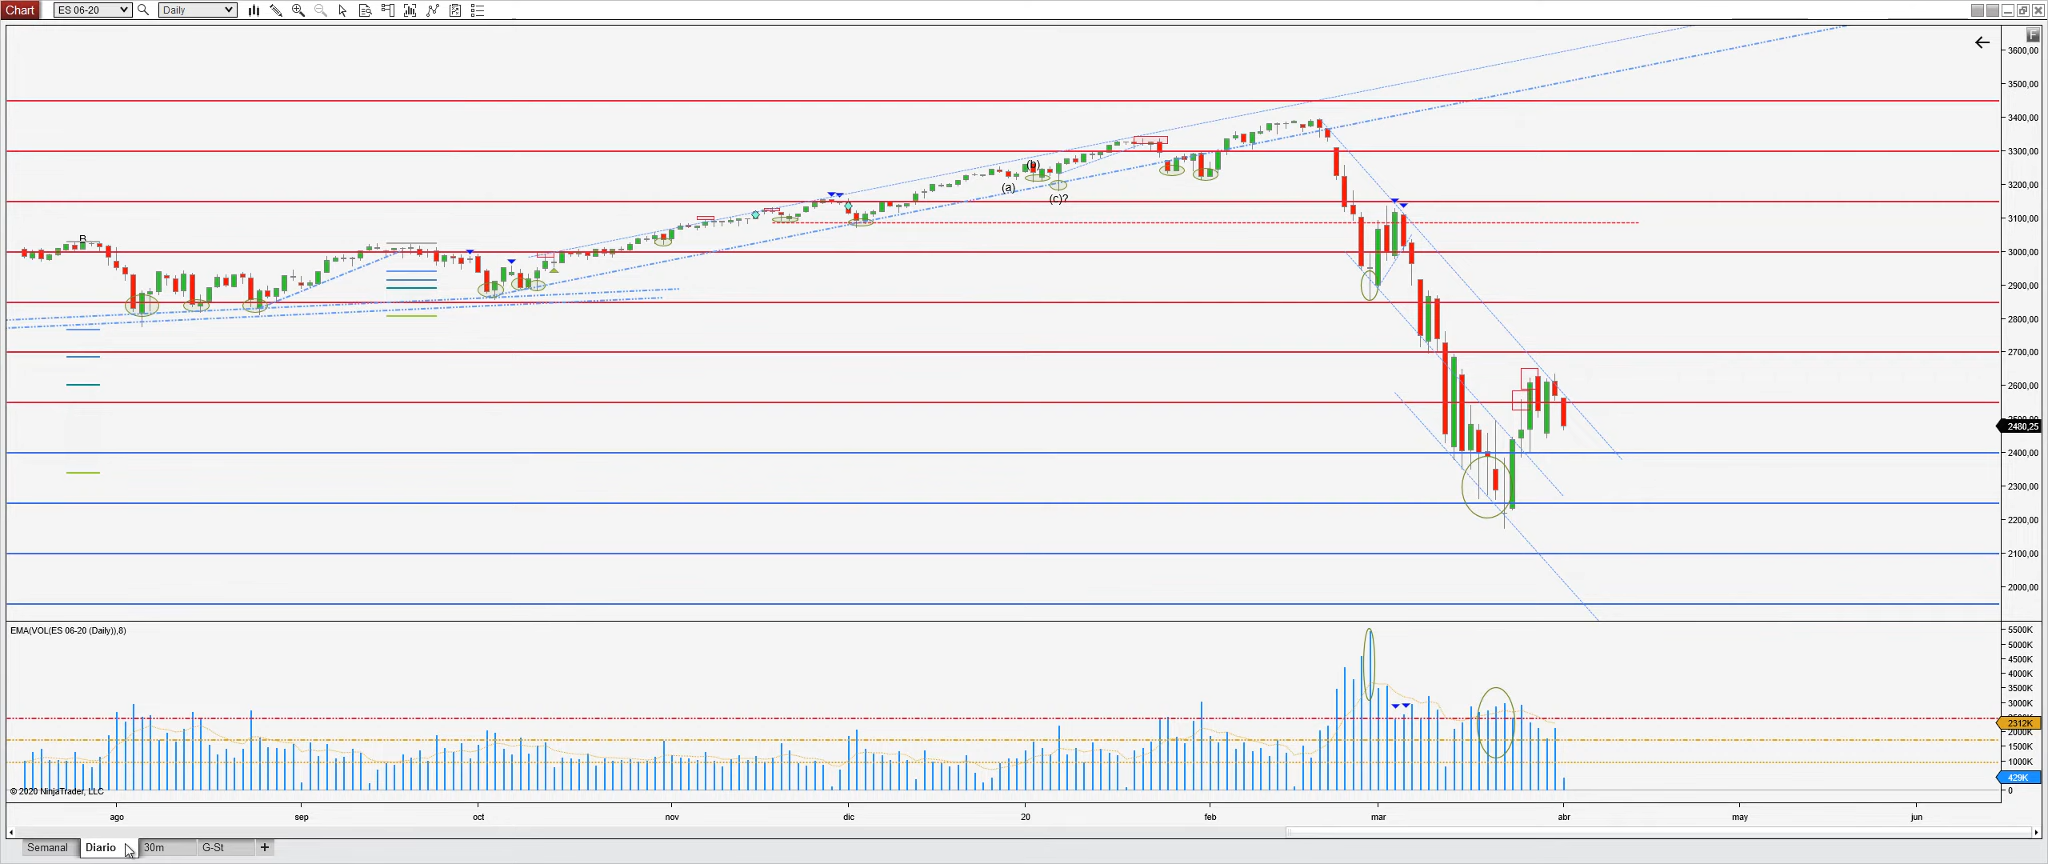 Chart ES 06-20 Daily
F
3600,00
3500,00
3400,00
3300,00
3200,00
3100,00
3000,00
2900,00
2800,00
2700,00
2600,00
2480,25
2400,00
2300,00
2200,00
2100,00
2000,00
B
(a)
(b)
(c)?
EMA(VOL(ES 06-20 (Daily)),8)
5500K
5000K
4500K
4000K
3500K
3000K
2312K
2000K
1500K
1000K
429K
0
© 2020 NinjaTrader, LLC
ago sep oct nov dic 20 feb mar abr may jun
Semanal Diario 30m G-St +